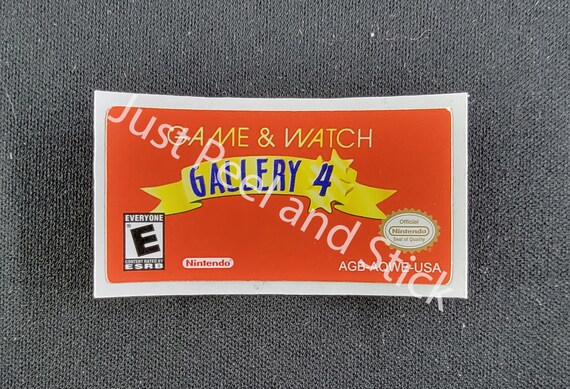 GAME & WATCH
GALLERY 4
EVERYONE
E
CONTENT RATED BY
ESRB
Nintendo
Official
Nintendo
Seal of Quality
AGB-AQWE-USA
Just Peel and Stick